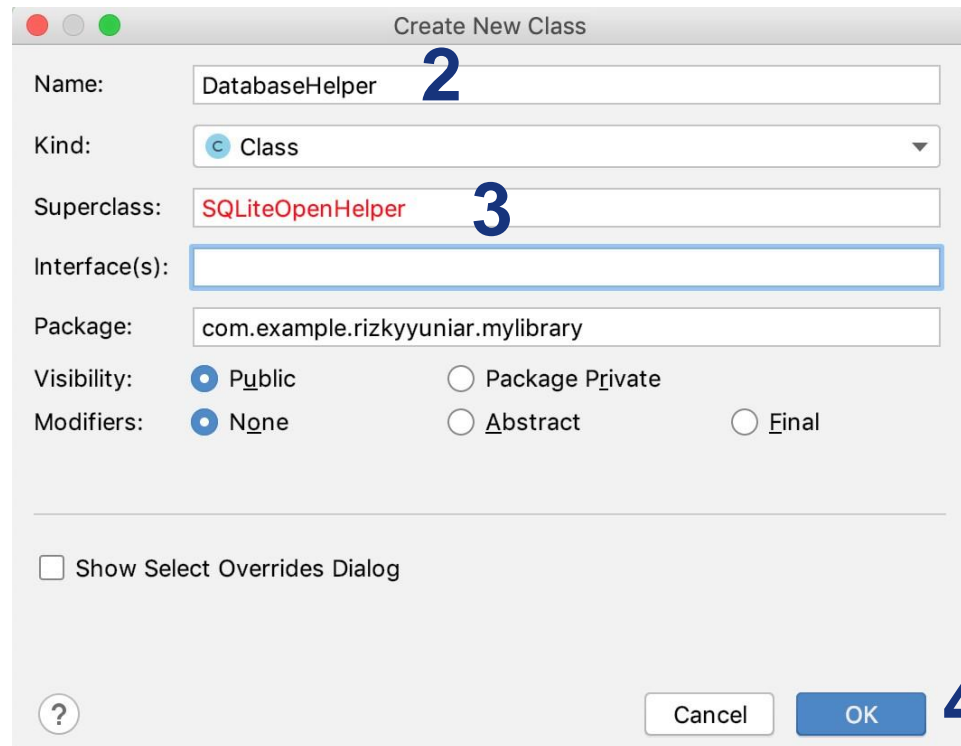 Create New Class
2
Name: DatabaseHelper
Kind: C Class
3
Superclass: SQLiteOpenHelper
Interface(s):
Package: com.example.rizkyyuniar.mylibrary
Visibility: Public Package Private
Modifiers: None Abstract Final
Show Select Overrides Dialog
? Cancel OK 4